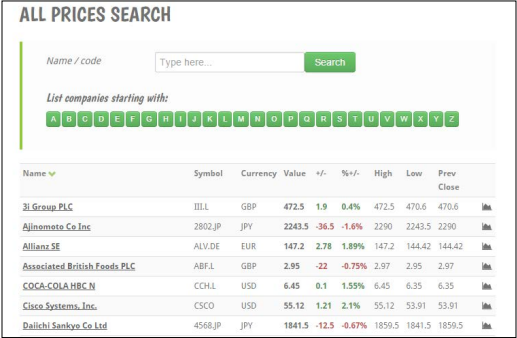 ALL PRICES SEARCH
Name / code
Type here...
Search
List companies starting with:
A B C D E F G H I J K L M N O P Q R S T U V W X Y Z
Name Symbol Currency Value +/- %+/- High Low Prev Close
3i Group PLC III.L GBP 472.5 1.9 0.4% 472.5 470.6 470.6
Ajinomoto Co Inc 2802.JP JPY 2243.5 -36.5 -1.6% 2290 2243.5 2290
Allianz SE ALV.DE EUR 147.2 2.78 1.89% 147.2 144.42 144.42
Associated British Foods PLC ABF.L GBP 2.95 -22 -0.75% 2.97 2.95 2.97
COCA-COLA HBC N CCH.L USD 6.45 0.1 1.55% 6.45 6.35 6.35
Cisco Systems, Inc. CSCO USD 55.12 1.21 2.1% 55.12 53.91 53.91
Daiichi Sankyo Co Ltd 4568.JP JPY 1841.5 -12.5 -0.67% 1859.5 1841.5 1859.5